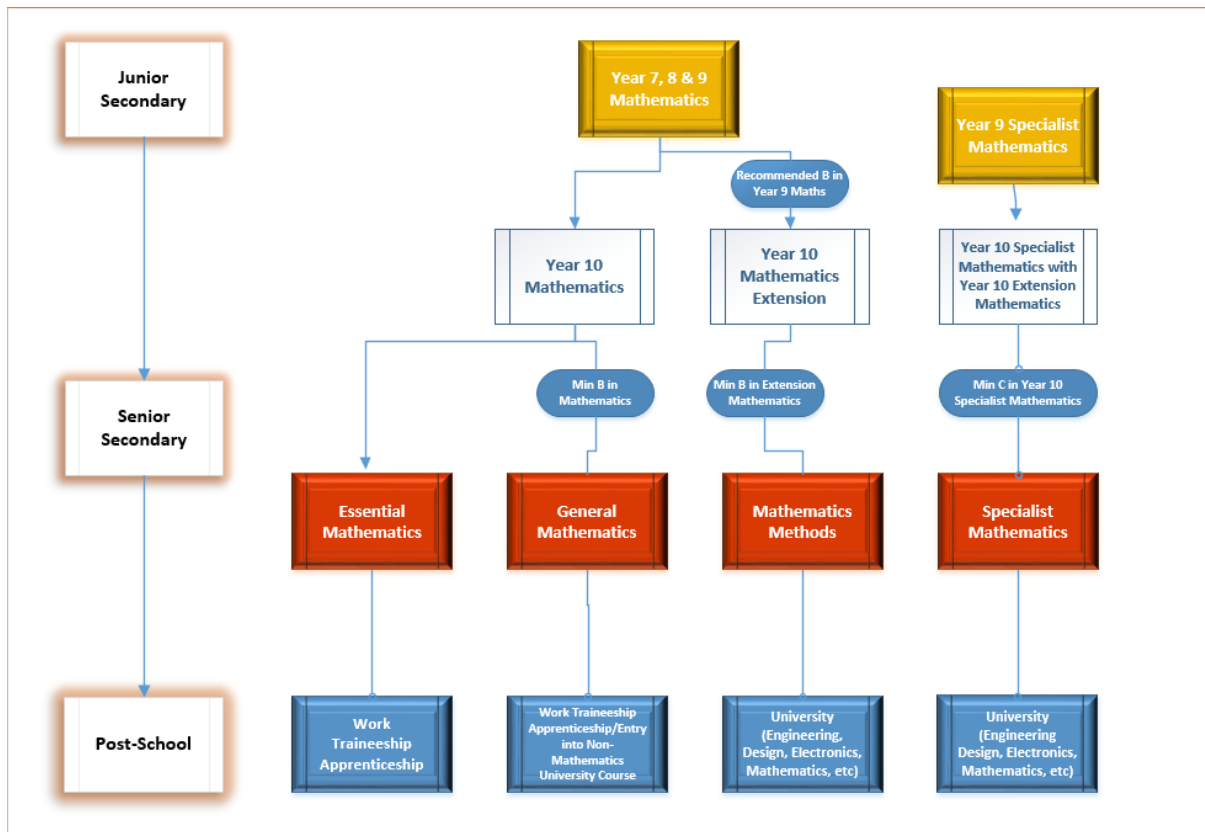 Junior
Secondary
Year 7, 8 & 9
Mathematics
Year 9 Specialist
Mathematics
Recommended B in
Year 9 Maths
Year 10
Mathematics
Year 10
Mathematics
Extension
Year 10 Specialist
Mathematics with
Year 10 Extension
Mathematics
Senior
Secondary
Min B in
Mathematics
Min B in Extension
Mathematics
Min C in Year 10
Specialist Mathematics
Essential
Mathematics
General
Mathematics
Mathematics
Methods
Specialist
Mathematics
Post-School
Work
Traineeship
Apprenticeship
Work Traineeship
Apprenticeship/Entry
into Non-
Mathematics
University Course
University
(Engineering,
Design, Electronics,
Mathematics, etc)
University
(Engineering
Design, Electronics,
Mathematics, etc)